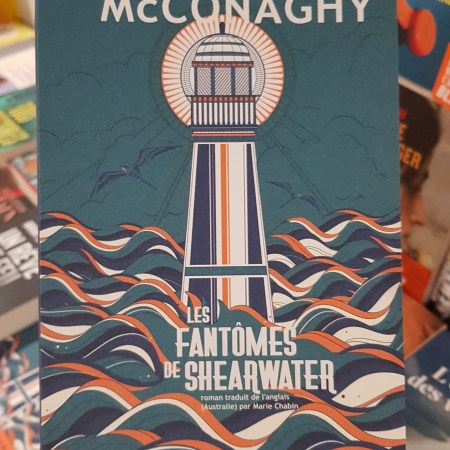 McCONAGHY
LES
FANTÔMES
DE SHEARWATER
roman traduit de l'anglais
(Australie) par Marie Chabin